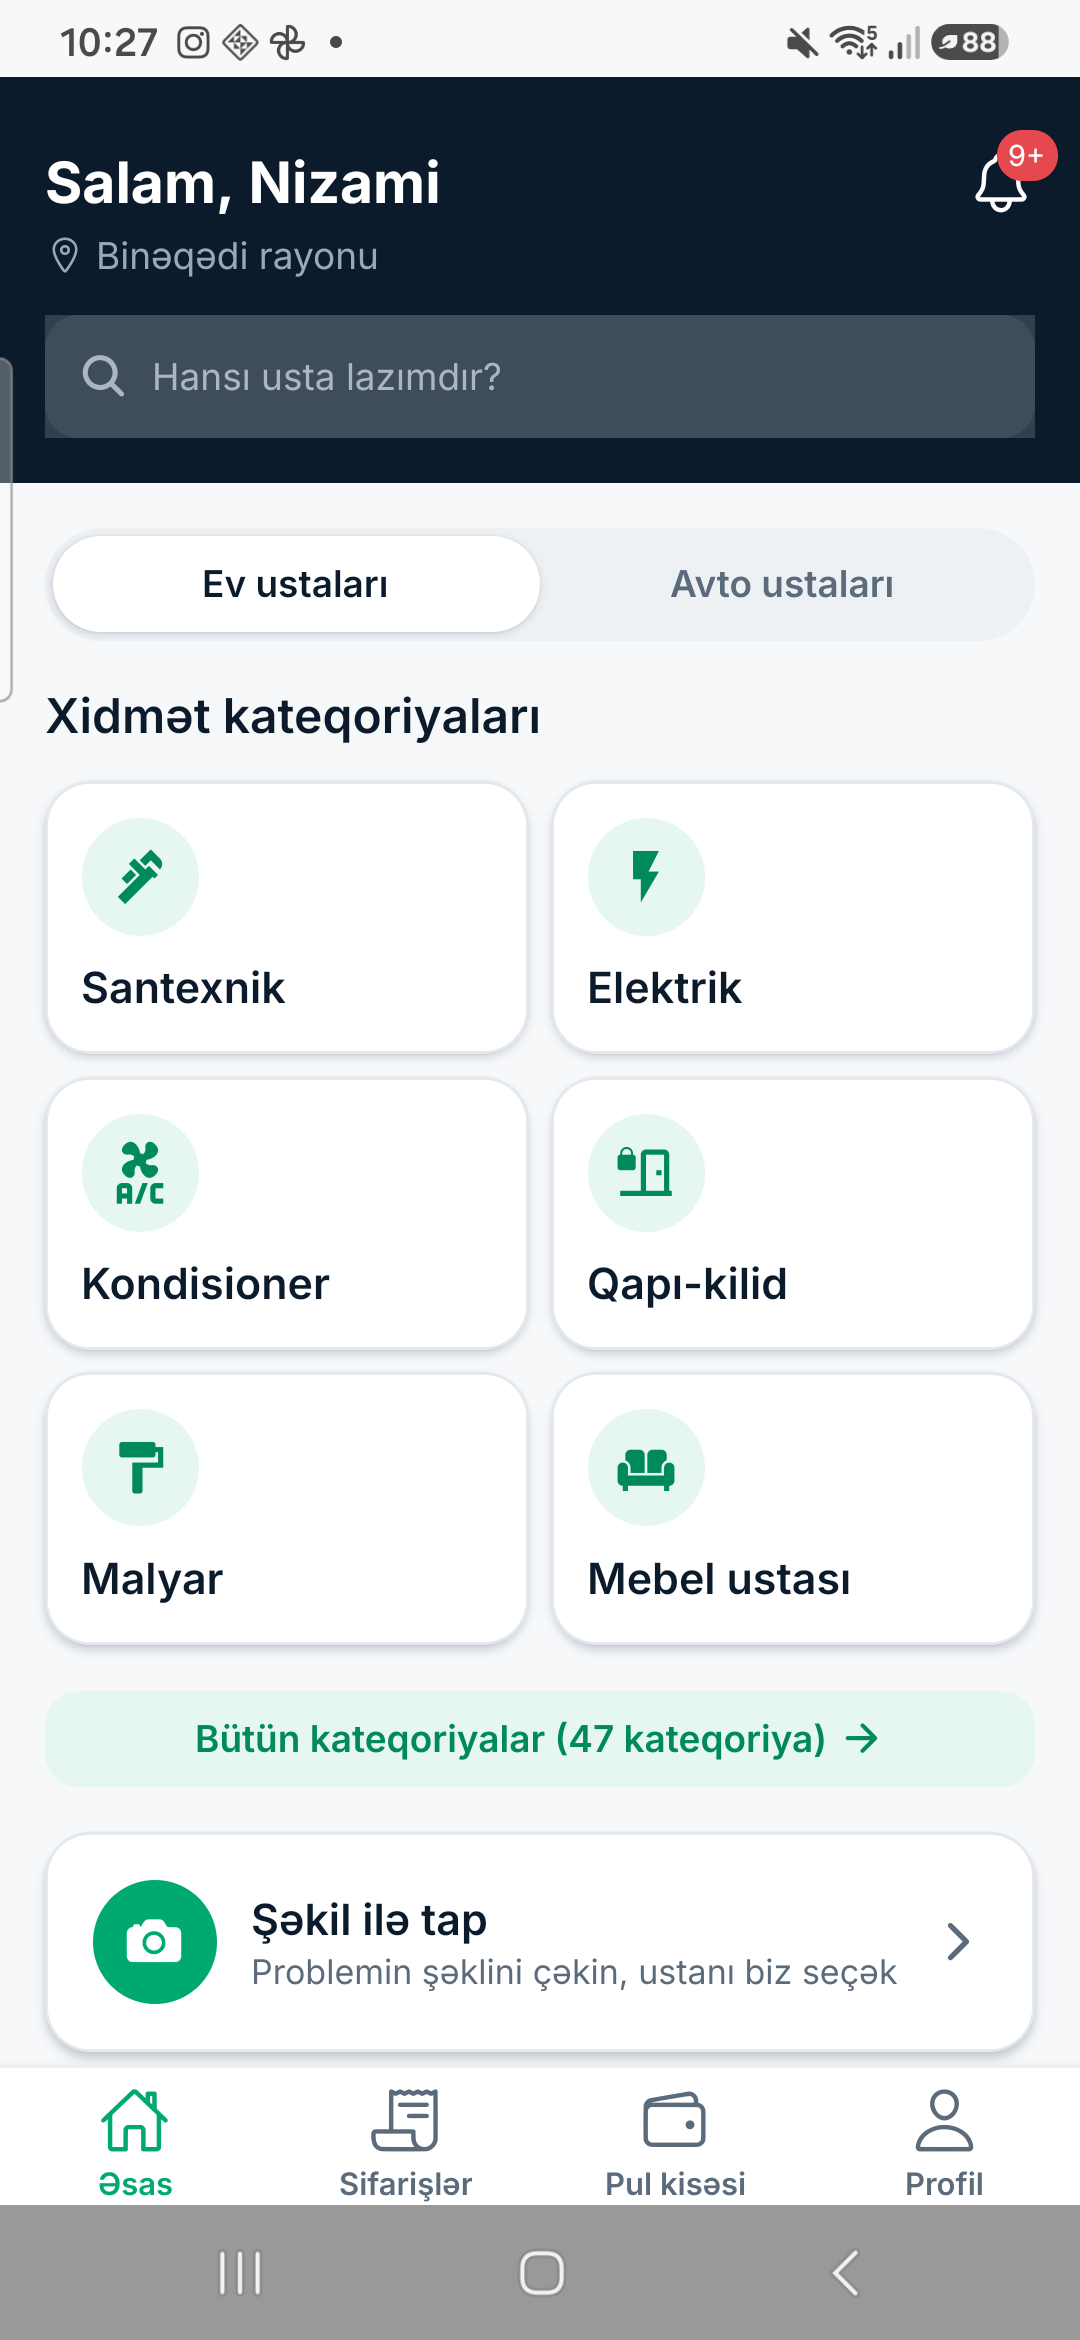 10:27
5
88
Salam, Nizami
9+
Binəqədi rayonu
Hansı usta lazımdır?
Ev ustaları
Avto ustaları
Xidmət kateqoriyaları
Santexnik
Elektrik
A/C
Kondisioner
Qapı-kilid
Malyar
Mebel ustası
Bütün kateqoriyalar (47 kateqoriya) →
Şəkil ilə tap
Problemin şəklini çəkin, ustanı biz seçək
Əsas
Sifarişlər
Pul kisəsi
Profil